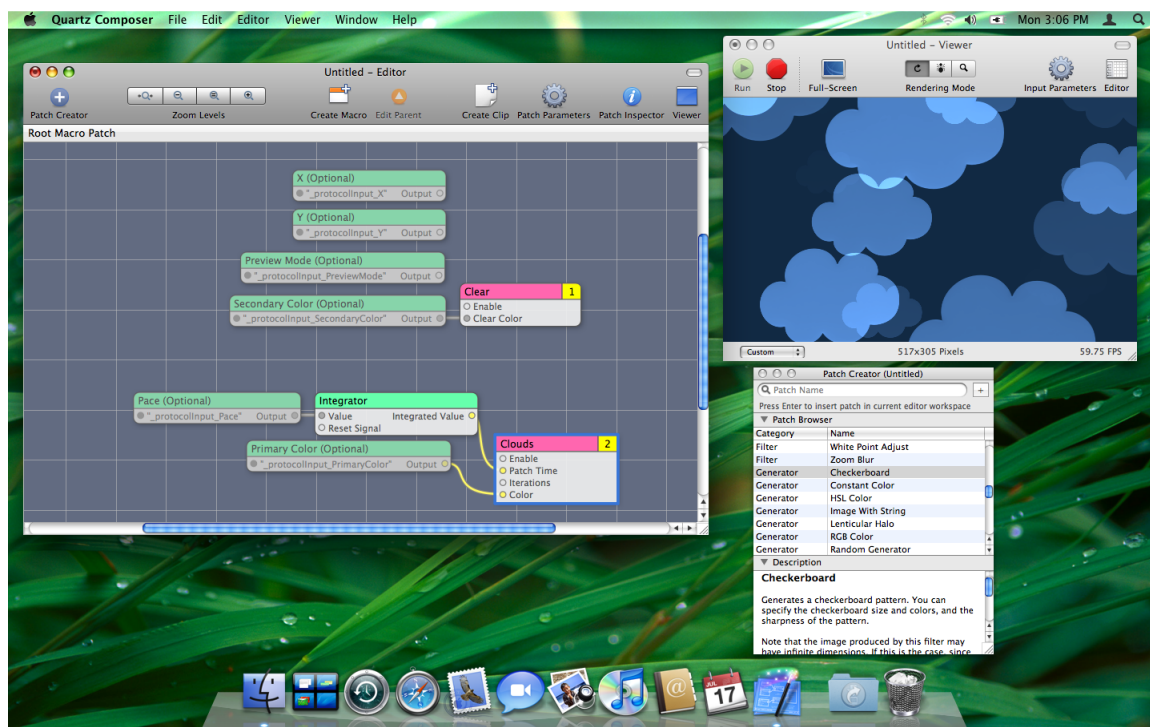 Quartz Composer File Edit Editor Viewer Window Help Mon 3:06 PM
Untitled – Editor
Patch Creator Zoom Levels Create Macro Edit Parent Create Clip Patch Parameters Patch Inspector Viewer
Root Macro Patch
X (Optional)
"_protocolInput_X" Output
Y (Optional)
"_protocolInput_Y" Output
Preview Mode (Optional)
"_protocolInput_PreviewMode" Output
Secondary Color (Optional)
"_protocolInput_SecondaryColor" Output
Clear 1
Enable
Clear Color
Pace (Optional)
"_protocolInput_Pace" Output
Integrator
Value Integrated Value
Reset Signal
Primary Color (Optional)
"_protocolInput_PrimaryColor" Output
Clouds 2
Enable
Patch Time
Iterations
Color
Untitled – Viewer
Run Stop Full-Screen Rendering Mode Input Parameters Editor
Custom 517x305 Pixels 59.75 FPS
Patch Creator (Untitled)
Patch Name
Press Enter to insert patch in current editor workspace
Patch Browser
Category Name
Filter White Point Adjust
Filter Zoom Blur
Generator Checkerboard
Generator Constant Color
Generator HSL Color
Generator Image With String
Generator Lenticular Halo
Generator RGB Color
Generator Random Generator
Description
Checkerboard
Generates a checkerboard pattern. You can
specify the checkerboard size and colors, and the
sharpness of the pattern.
Note that the image produced by this filter may
have infinite dimensions. If this is the case, since
JUL
17